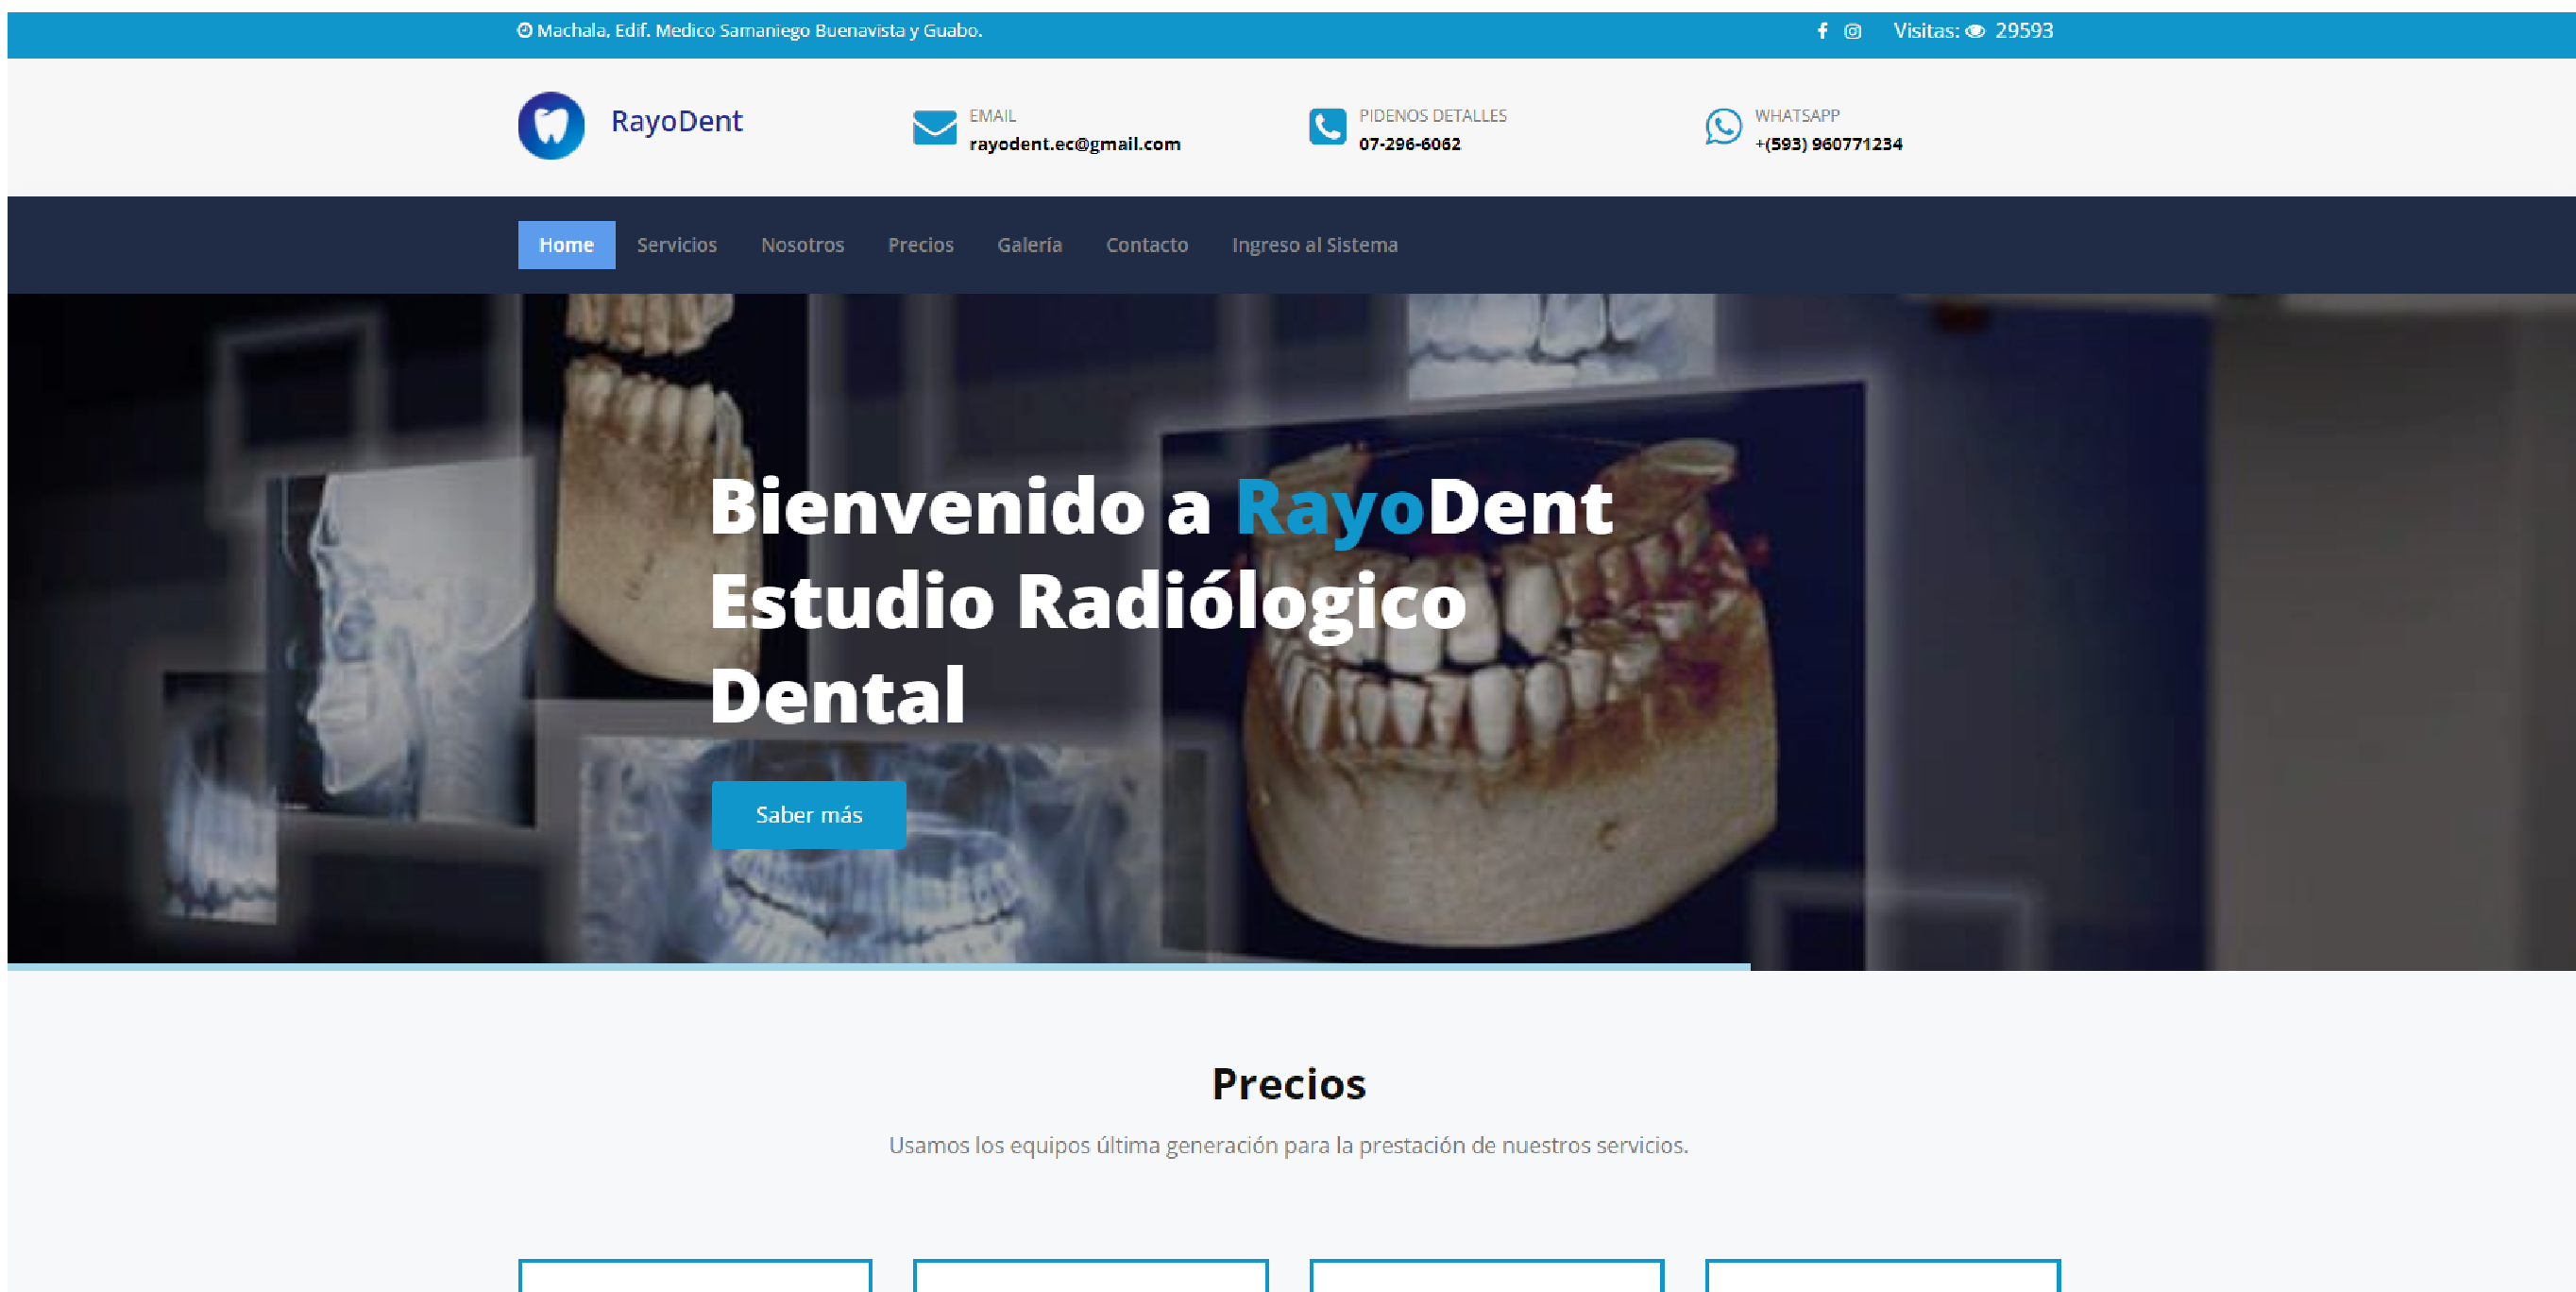 Machala, Edif. Medico Samaniego Buenavista y Guabo.
Visitas: 29593
RayoDent
EMAIL
rayodent.ec@gmail.com
PIDENOS DETALLES
07-296-6062
WHATSAPP
+(593) 960771234
Home Servicios Nosotros Precios Galería Contacto Ingreso al Sistema
Bienvenido a RayoDent
Estudio Radiólogico
Dental
Saber más
Precios
Usamos los equipos última generación para la prestación de nuestros servicios.